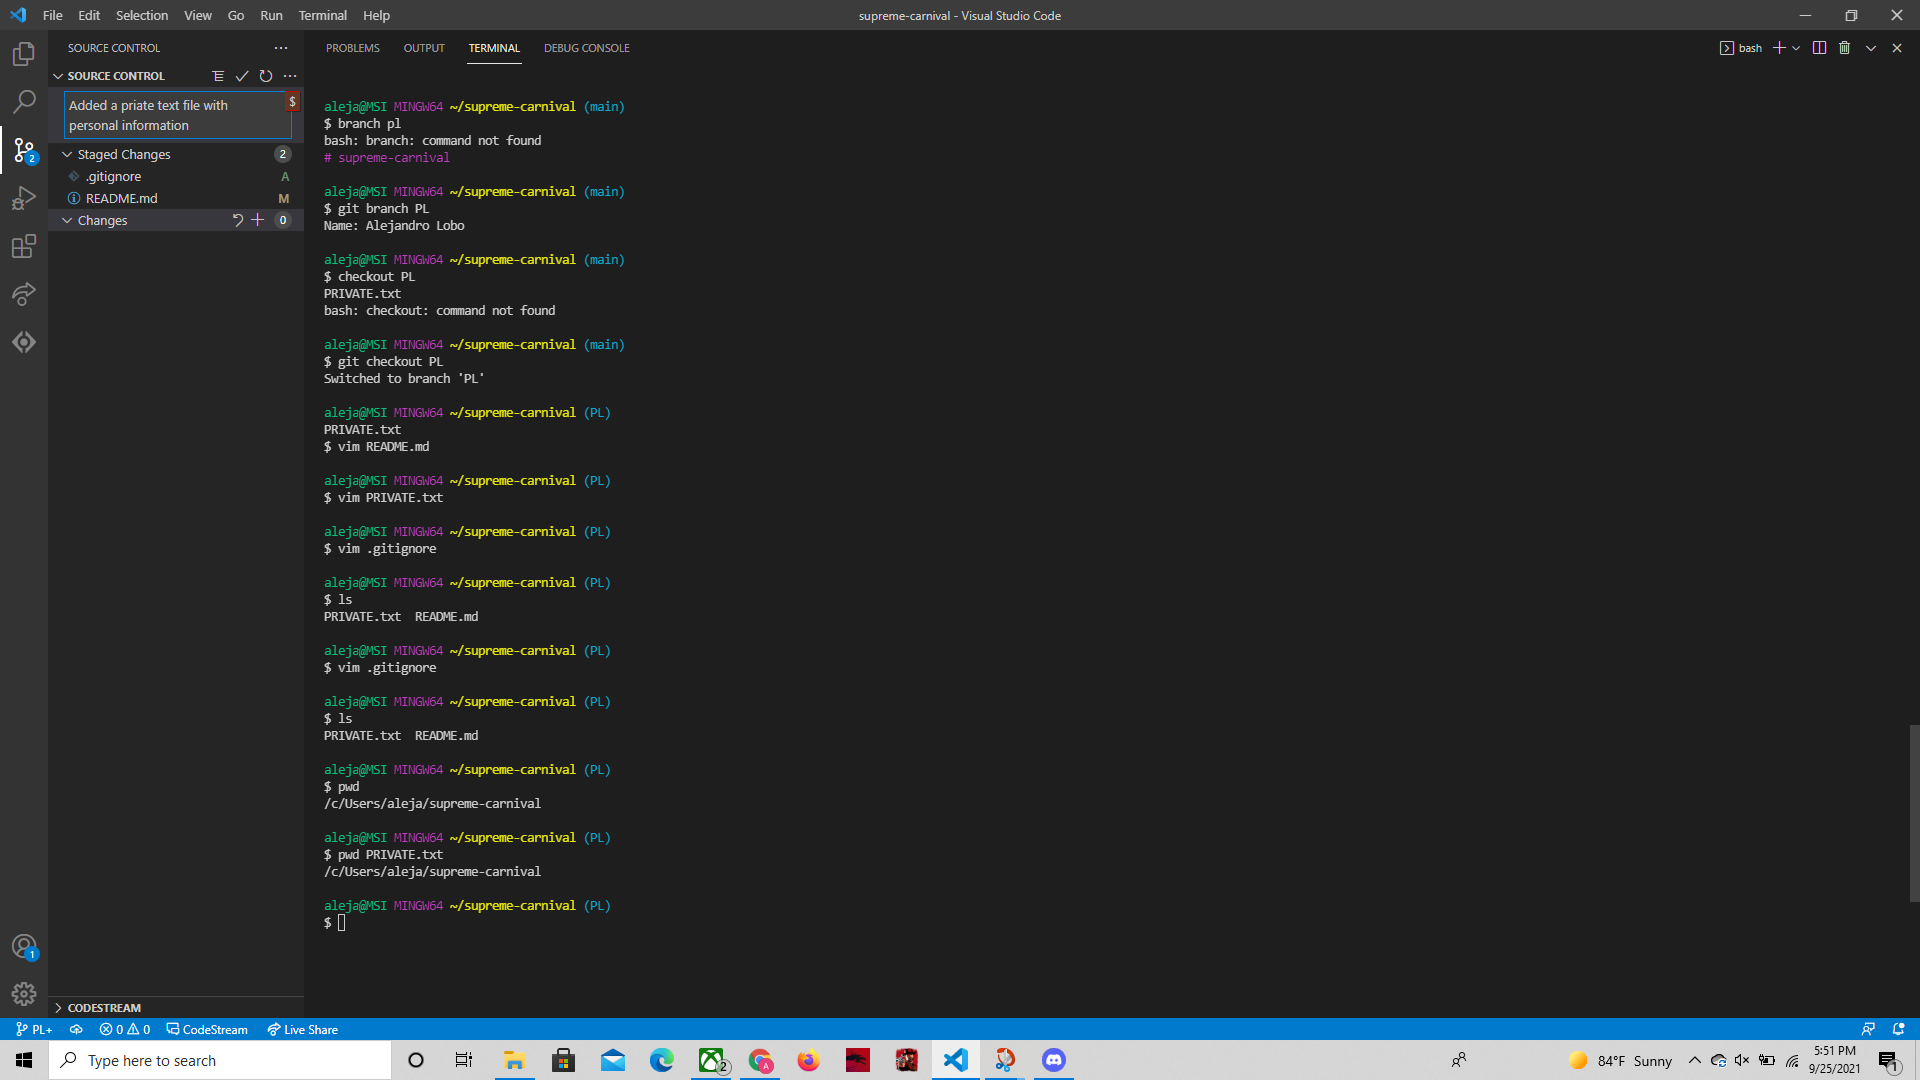 File Edit Selection View Go Run Terminal Help
supreme-carnival - Visual Studio Code
SOURCE CONTROL
SOURCE CONTROL
Added a priate text file with
personal information
$
Staged Changes 2
.gitignore A
README.md M
Changes 0
2
1
CODESTREAM
PROBLEMS OUTPUT TERMINAL DEBUG CONSOLE
bash
aleja@MSI MINGW64 ~/supreme-carnival (main)
$ branch pl
bash: branch: command not found
# supreme-carnival
aleja@MSI MINGW64 ~/supreme-carnival (main)
$ git branch PL
Name: Alejandro Lobo
aleja@MSI MINGW64 ~/supreme-carnival (main)
$ checkout PL
PRIVATE.txt
bash: checkout: command not found
aleja@MSI MINGW64 ~/supreme-carnival (main)
$ git checkout PL
Switched to branch 'PL'
aleja@MSI MINGW64 ~/supreme-carnival (PL)
PRIVATE.txt
$ vim README.md
aleja@MSI MINGW64 ~/supreme-carnival (PL)
$ vim PRIVATE.txt
aleja@MSI MINGW64 ~/supreme-carnival (PL)
$ vim .gitignore
aleja@MSI MINGW64 ~/supreme-carnival (PL)
$ ls
PRIVATE.txt  README.md
aleja@MSI MINGW64 ~/supreme-carnival (PL)
$ vim .gitignore
aleja@MSI MINGW64 ~/supreme-carnival (PL)
$ ls
PRIVATE.txt  README.md
aleja@MSI MINGW64 ~/supreme-carnival (PL)
$ pwd
/c/Users/aleja/supreme-carnival
aleja@MSI MINGW64 ~/supreme-carnival (PL)
$ pwd PRIVATE.txt
/c/Users/aleja/supreme-carnival
aleja@MSI MINGW64 ~/supreme-carnival (PL)
$
PL+ 0 0 CodeStream Live Share
Type here to search
2
A
84°F Sunny
5:51 PM
9/25/2021
1